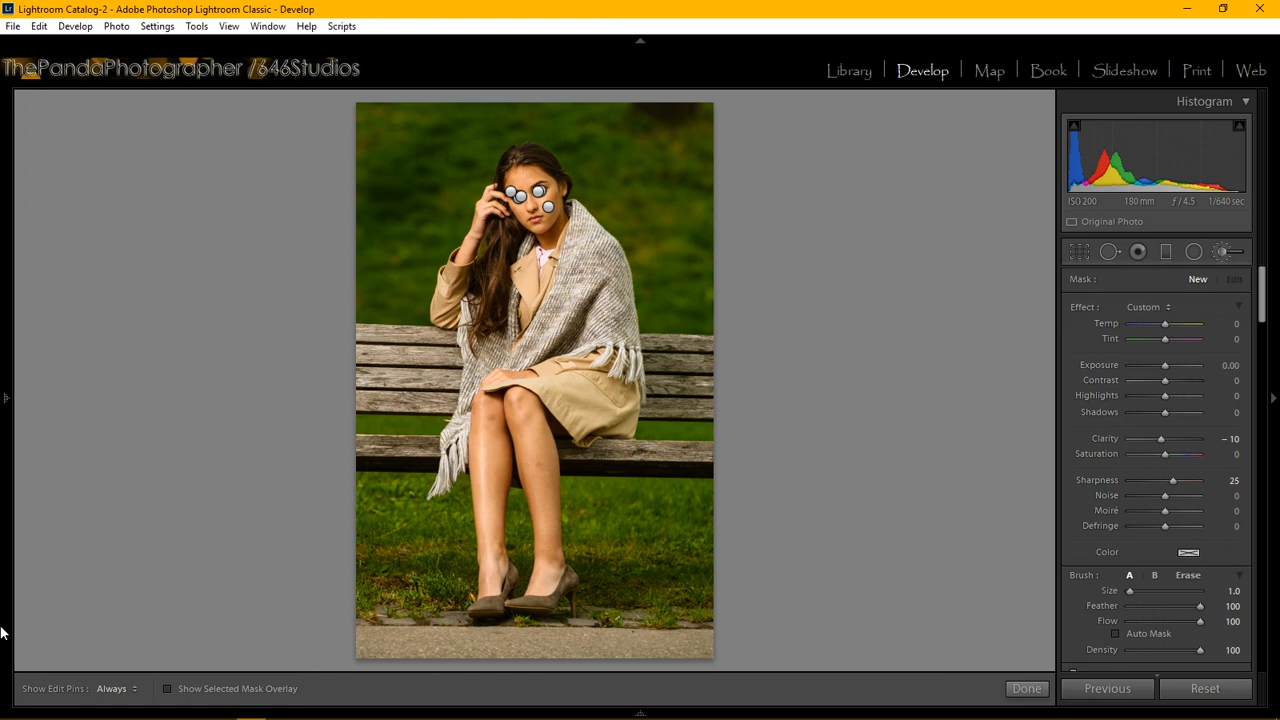 Lightroom Catalog-2 - Adobe Photoshop Lightroom Classic - Develop
File Edit Develop Photo Settings Tools View Window Help Scripts
ThePandaPhotographer /646Studios
Library Develop Map Book Slideshow Print Web
Histogram
ISO 200 180 mm ƒ / 4.5 1/640 sec
Original Photo
Mask : New Edit
Effect : Custom
Temp 0
Tint 0
Exposure 0.00
Contrast 0
Highlights 0
Shadows 0
Clarity – 10
Saturation 0
Sharpness 25
Noise 0
Moiré 0
Defringe 0
Color
Brush : A B Erase
Size 1.0
Feather 100
Flow 100
Auto Mask
Density 100
Show Edit Pins : Always Show Selected Mask Overlay Done Previous Reset